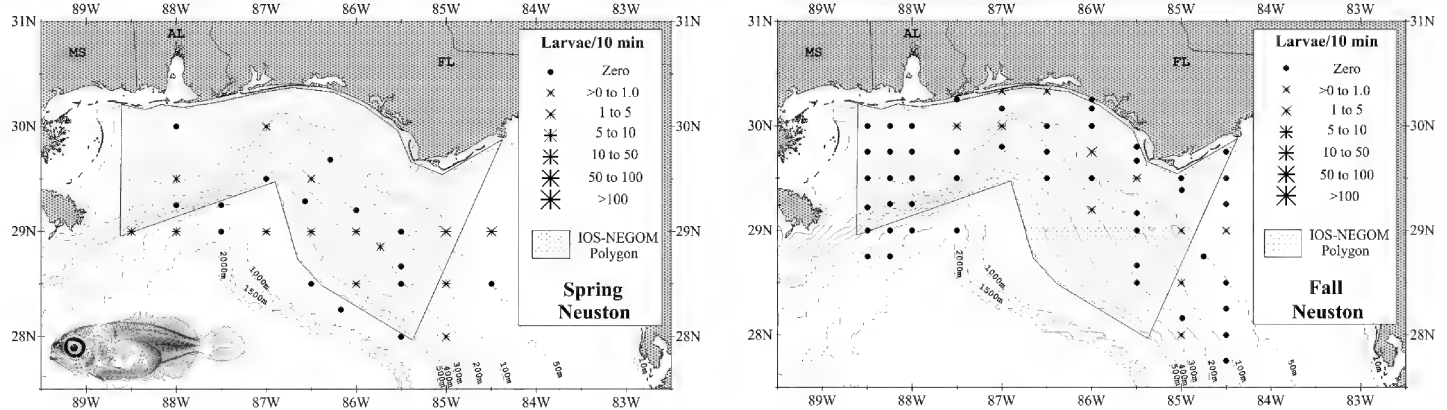 89W 88W 87W 86W 85W 84W 83W
31N 31N
MS AL FL
30N 30N
29N 29N
28N 28N
Larvae/10 min
Zero
>0 to 1.0
1 to 5
5 to 10
10 to 50
50 to 100
>100
IOS-NEGOM
Polygon
Spring
Neuston
2000m 1000m
1500m
500m 400m 300m 200m 100m 50m 10m
89W 88W 87W 86W 85W 84W 83W
89W 88W 87W 86W 85W 84W 83W
31N 31N
MS AL FL
30N 30N
29N 29N
28N 28N
Larvae/10 min
Zero
>0 to 1.0
1 to 5
5 to 10
10 to 50
50 to 100
>100
IOS-NEGOM
Polygon
Fall
Neuston
2000m 1000m
1500m
500m 400m 300m 200m 100m 50m 10m
89W 88W 87W 86W 85W 84W 83W